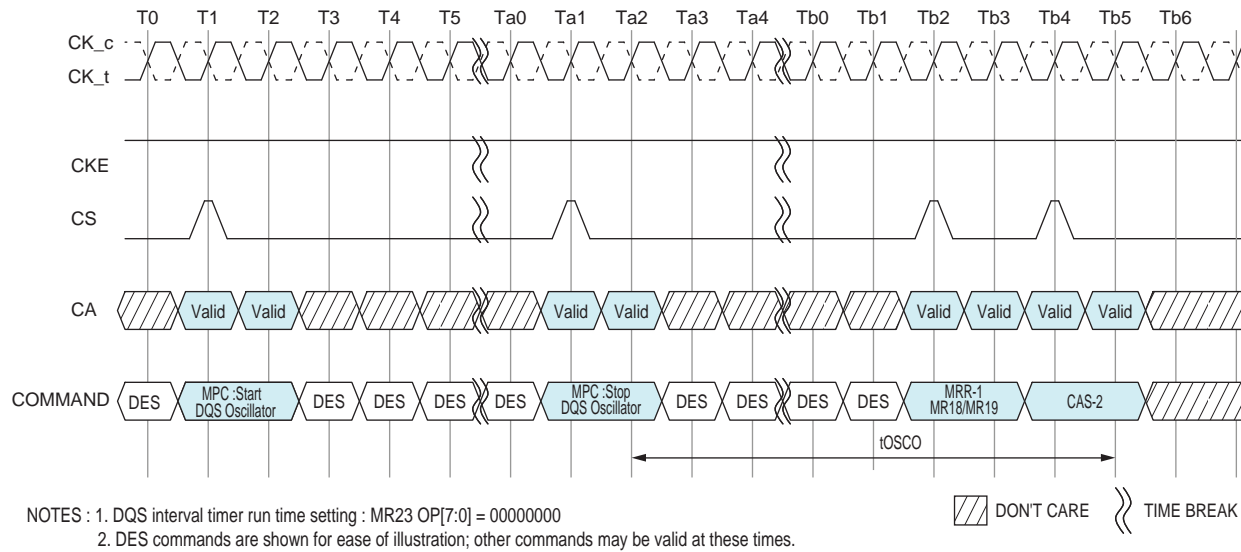 T0 T1 T2 T3 T4 T5 Ta0 Ta1 Ta2 Ta3 Ta4 Tb0 Tb1 Tb2 Tb3 Tb4 Tb5 Tb6
CK_c
CK_t
CKE
CS
CA Valid Valid Valid Valid Valid Valid Valid Valid
COMMAND DES MPC :Start DES DES DES DES MPC :Stop DES DES DES DES MRR-1 CAS-2
DQS Oscillator DQS Oscillator MR18/MR19
tOSCO
DON'T CARE TIME BREAK
NOTES : 1. DQS interval timer run time setting : MR23 OP[7:0] = 00000000
2. DES commands are shown for ease of illustration; other commands may be valid at these times.